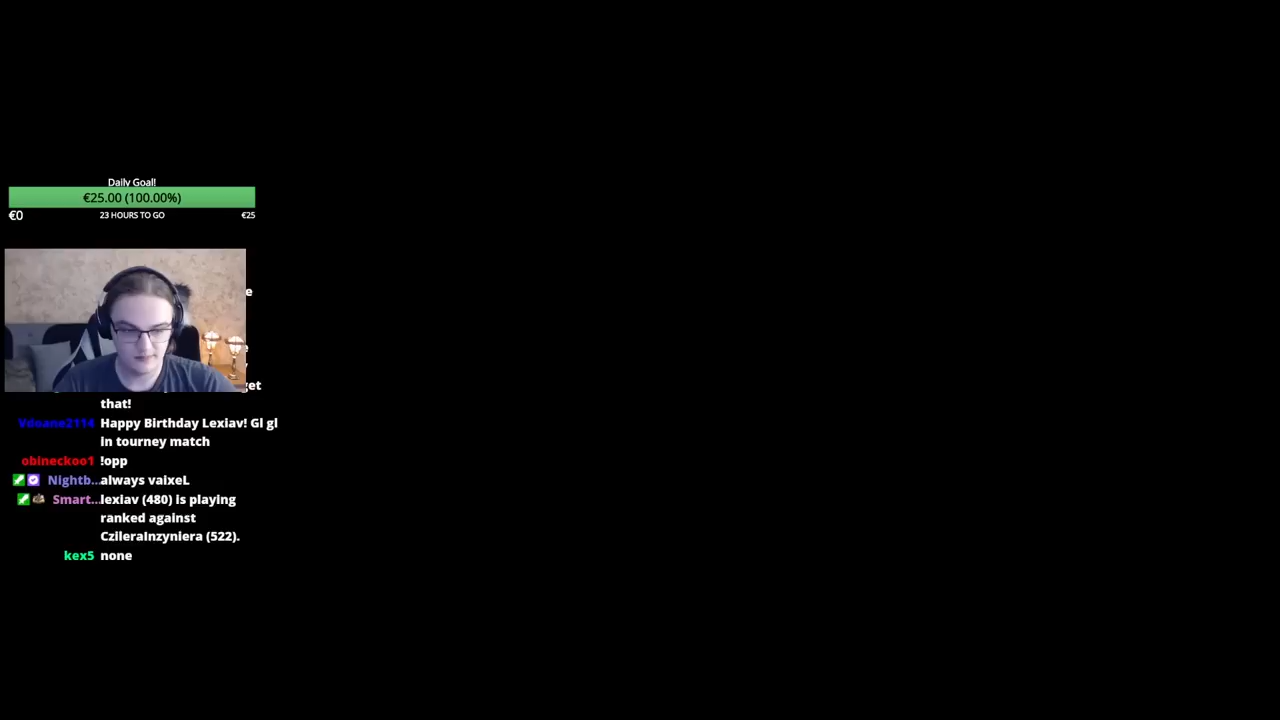 Daily Goal!
€25.00 (100.00%)
€0 23 HOURS TO GO €25
e
get
that!
Vdoane2114 Happy Birthday Lexiav! Gl gl
in tourney match
obineckoo1 !opp
Nightb... always vaixeL
Smart... lexiav (480) is playing
ranked against
CzileraInzyniera (522).
kex5 none